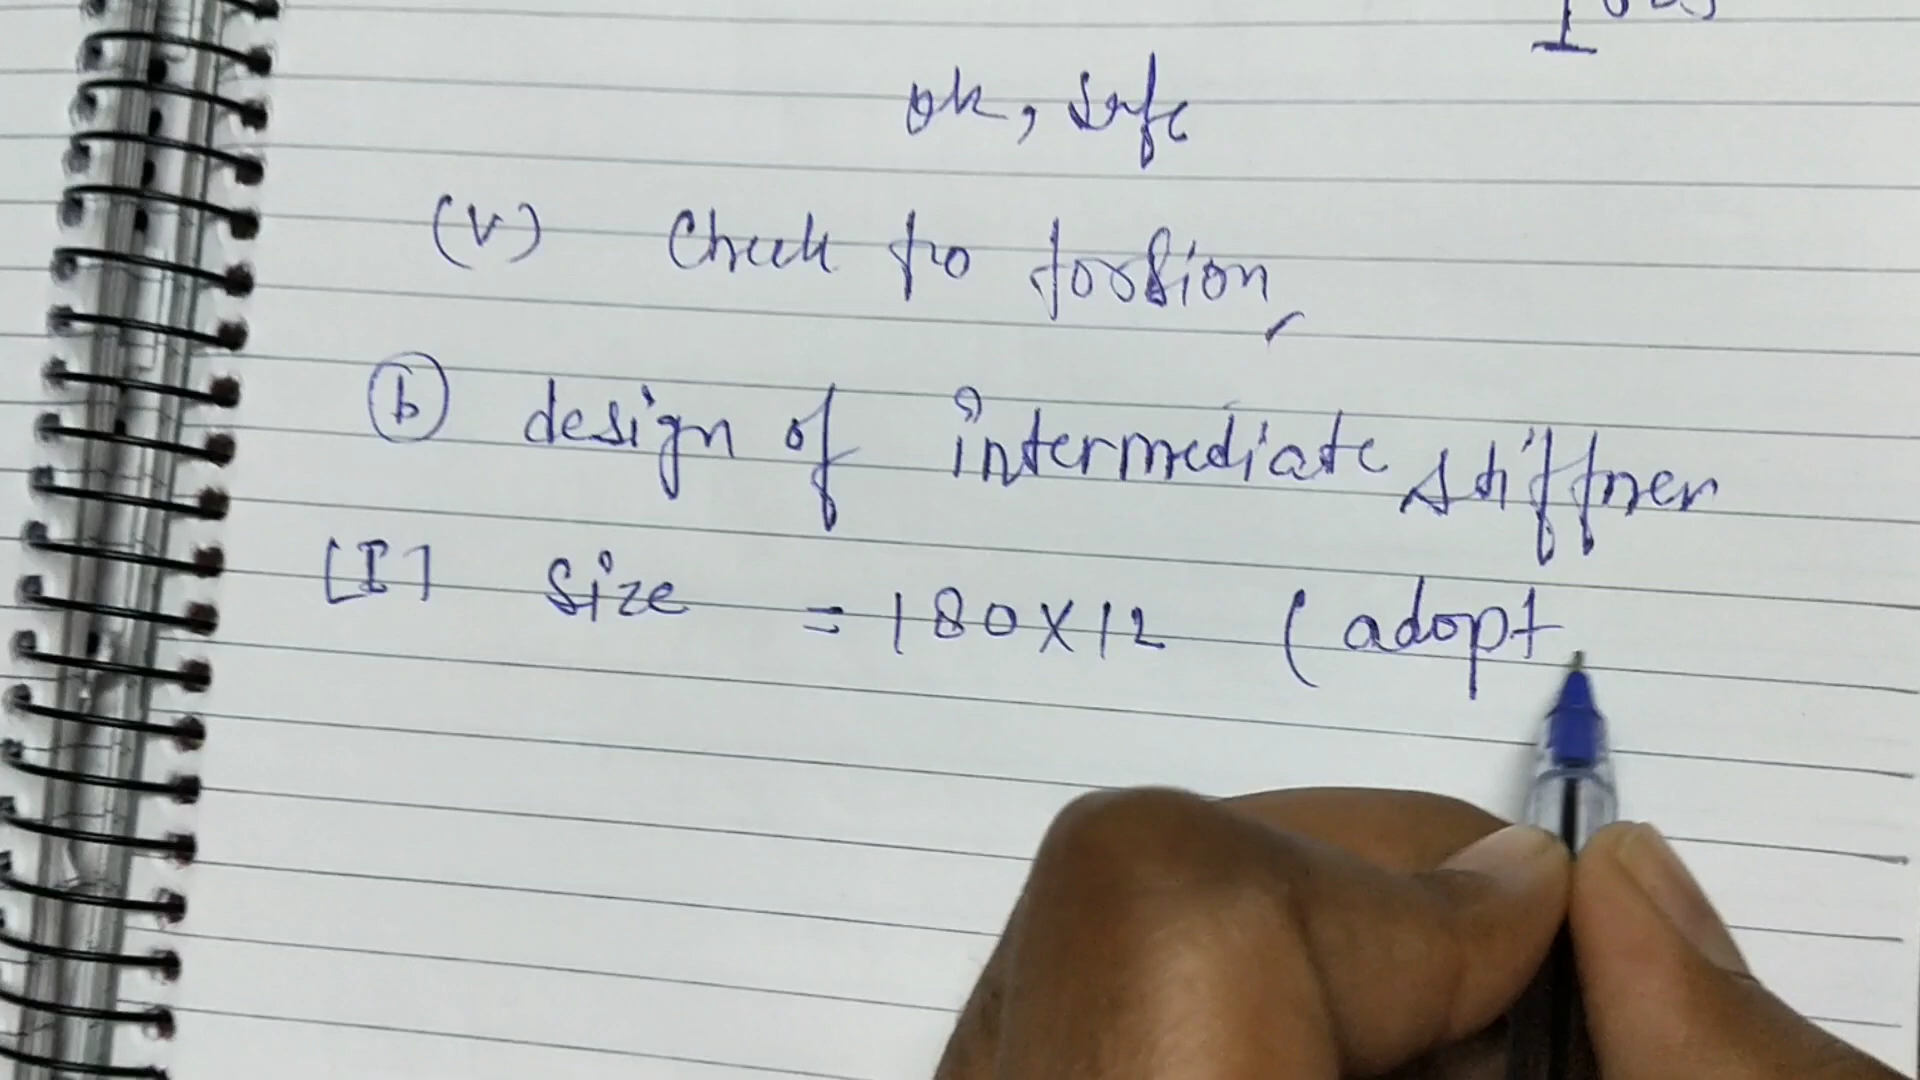 ok, safe
(v) Check for torsion,
(b) design of intermediate stiffner
[I] Size = 180x12 (adopt